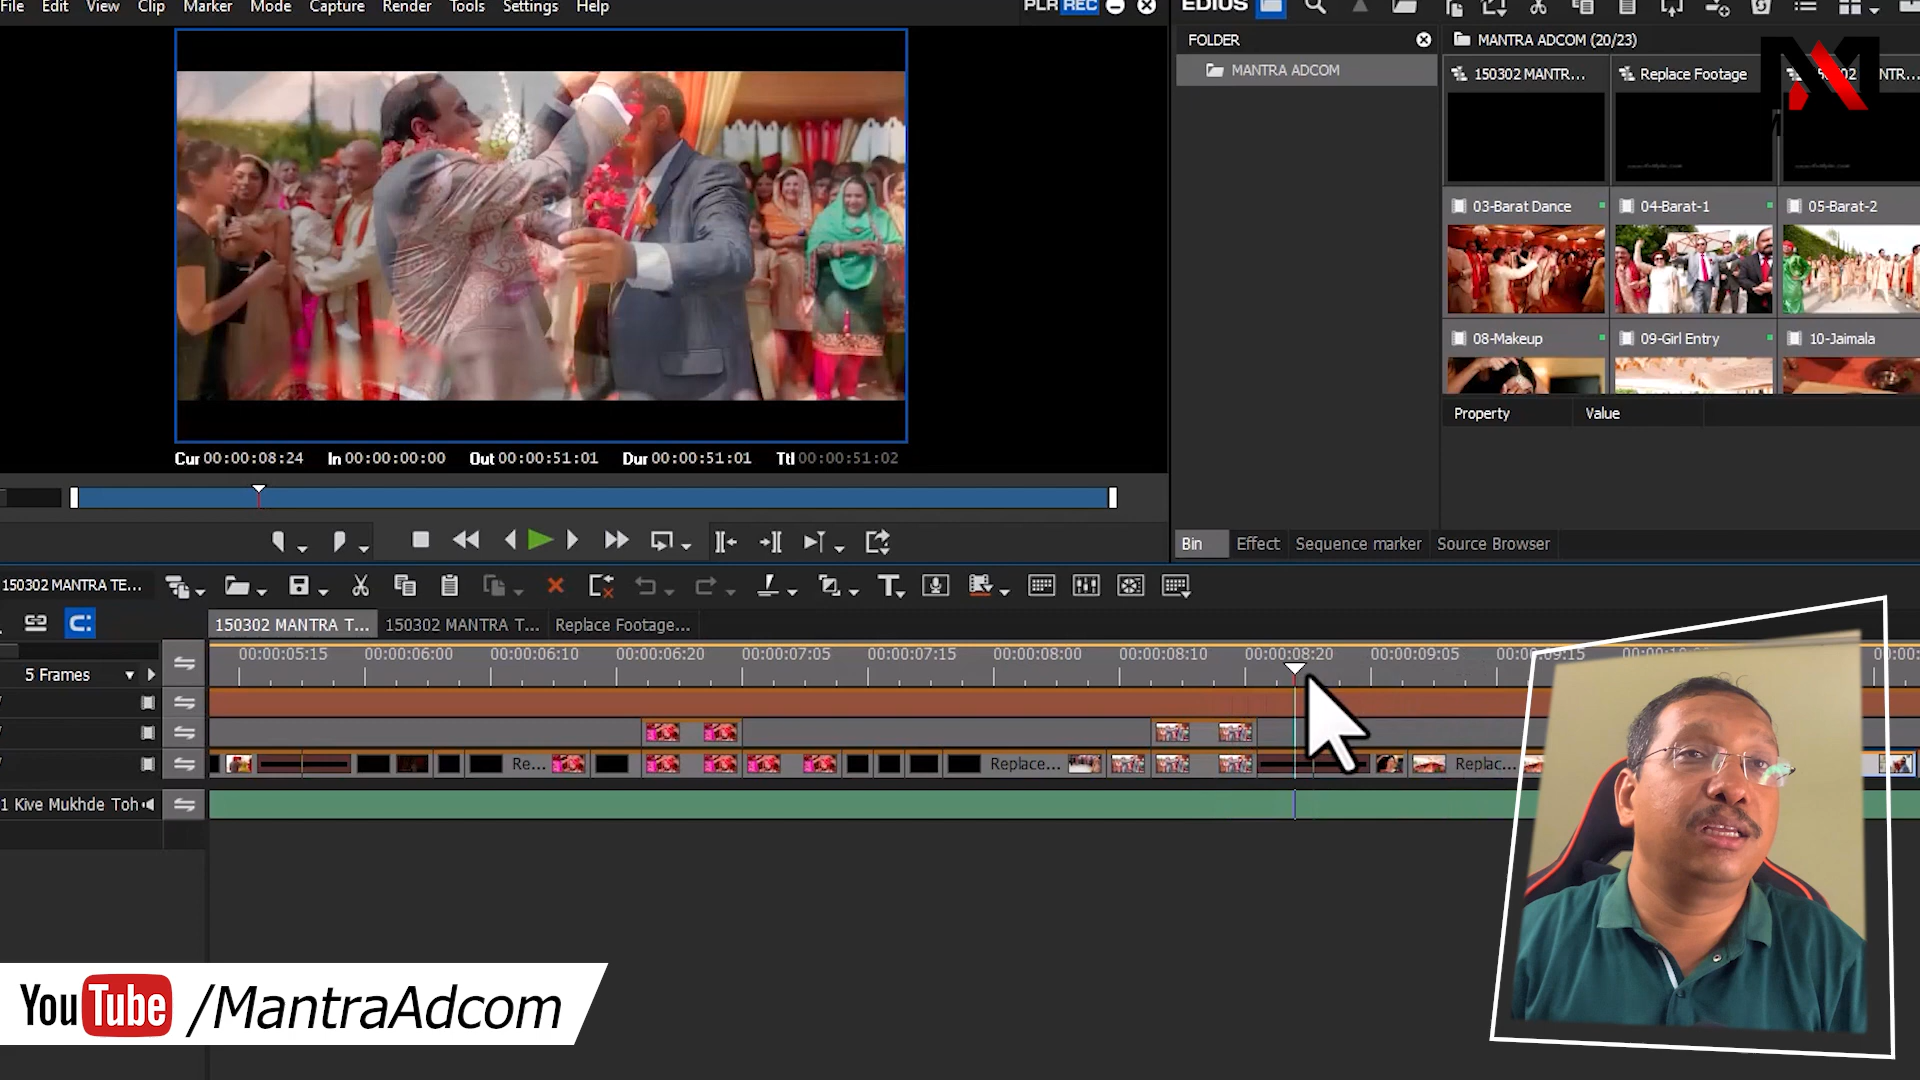 File Edit View Clip Marker Mode Capture Render Tools Settings Help
PLR REC
EDIUS
FOLDER
MANTRA ADCOM (20/23)
MANTRA ADCOM
150302 MANTR...
Replace Footage
03-Barat Dance
04-Barat-1
05-Barat-2
08-Makeup
09-Girl Entry
10-Jaimala
Property
Value
Cur 00:00:08:24 In 00:00:00:00 Out 00:00:51:01 Dur 00:00:51:01 Ttl 00:00:51:02
Bin Effect Sequence marker Source Browser
150302 MANTRA TE...
150302 MANTRA T... 150302 MANTRA T... Replace Footage...
00:00:05:15 00:00:06:00 00:00:06:10 00:00:06:20 00:00:07:05 00:00:07:15 00:00:08:00 00:00:08:10 00:00:08:20 00:00:09:05 00:00:09:15
5 Frames
Re... Replace... Replac...
1 Kive Mukhde Toh
YouTube /MantraAdcom